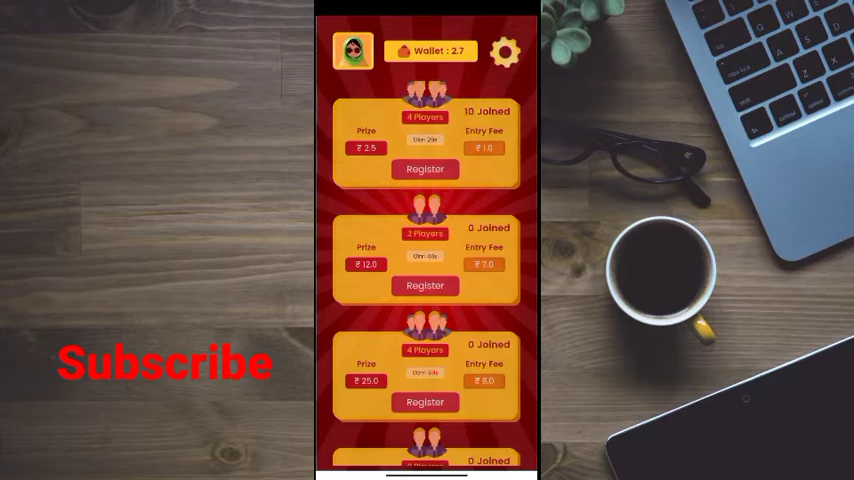 Wallet : 2.7
10 Joined
4 Players
Prize
Entry Fee
₹ 2.5
₹ 1.0
Register
0 Joined
2 Players
Prize
Entry Fee
₹ 12.0
₹ 7.0
Register
0 Joined
4 Players
Prize
Entry Fee
₹ 25.0
₹ 8.0
Register
0 Joined
Subscribe